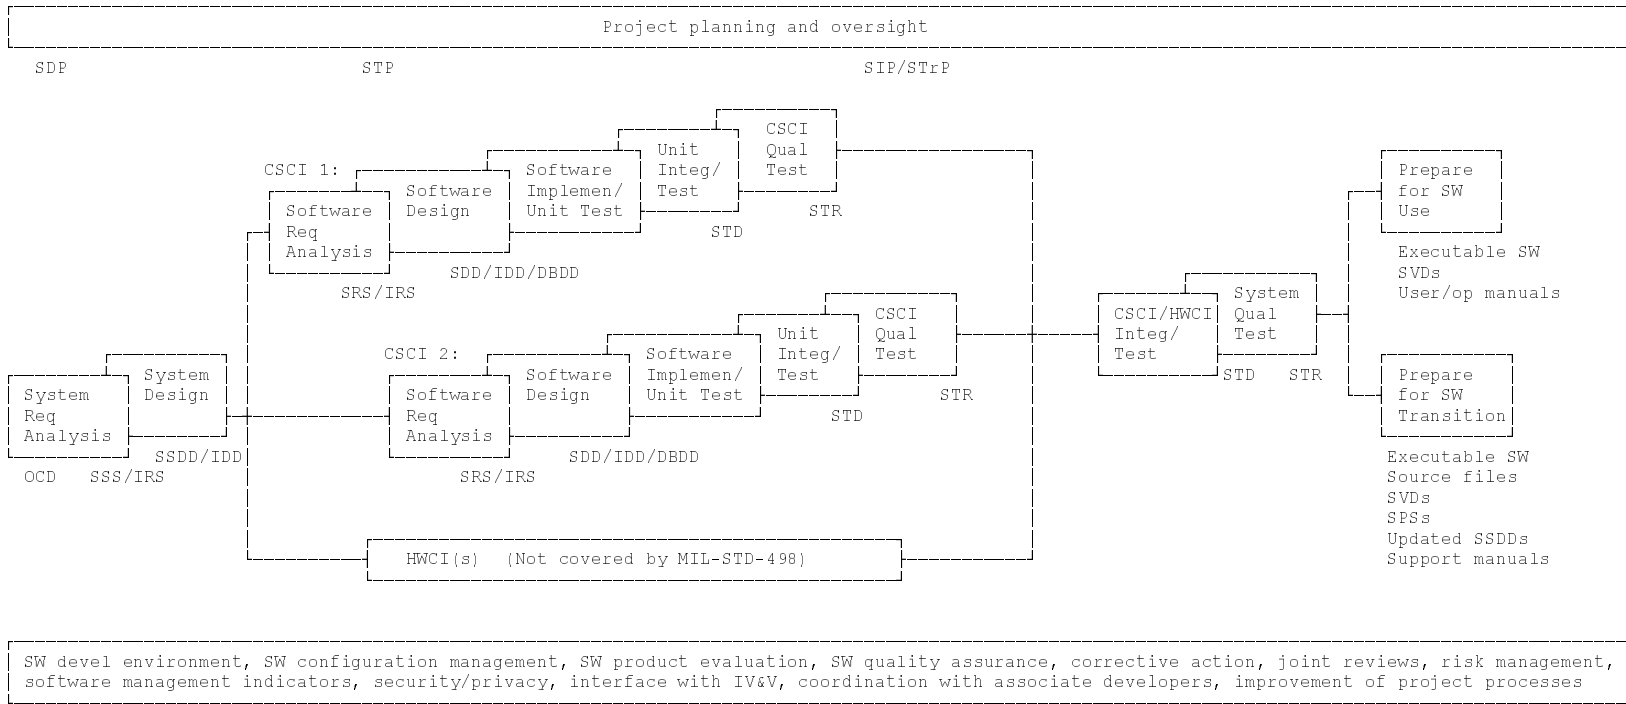 Project planning and oversight
SDP STP SIP/STrP
CSCI 1:
Software
Req
Analysis
SRS/IRS
Software
Design
SDD/IDD/DBDD
Software
Implemen/
Unit Test
Unit
Integ/
Test
STD
CSCI
Qual
Test
STR
System
Req
Analysis
OCD SSS/IRS
System
Design
SSDD/IDD
CSCI 2:
Software
Req
Analysis
SRS/IRS
Software
Design
SDD/IDD/DBDD
Software
Implemen/
Unit Test
Unit
Integ/
Test
STD
CSCI
Qual
Test
STR
HWCI(s) (Not covered by MIL-STD-498)
CSCI/HWCI
Integ/
Test
System
Qual
Test
STD STR
Prepare
for SW
Use
Executable SW
SVDs
User/op manuals
Prepare
for SW
Transition
Executable SW
Source files
SVDs
SPSs
Updated SSDDs
Support manuals
SW devel environment, SW configuration management, SW product evaluation, SW quality assurance, corrective action, joint reviews, risk management,
software management indicators, security/privacy, interface with IV&V, coordination with associate developers, improvement of project processes